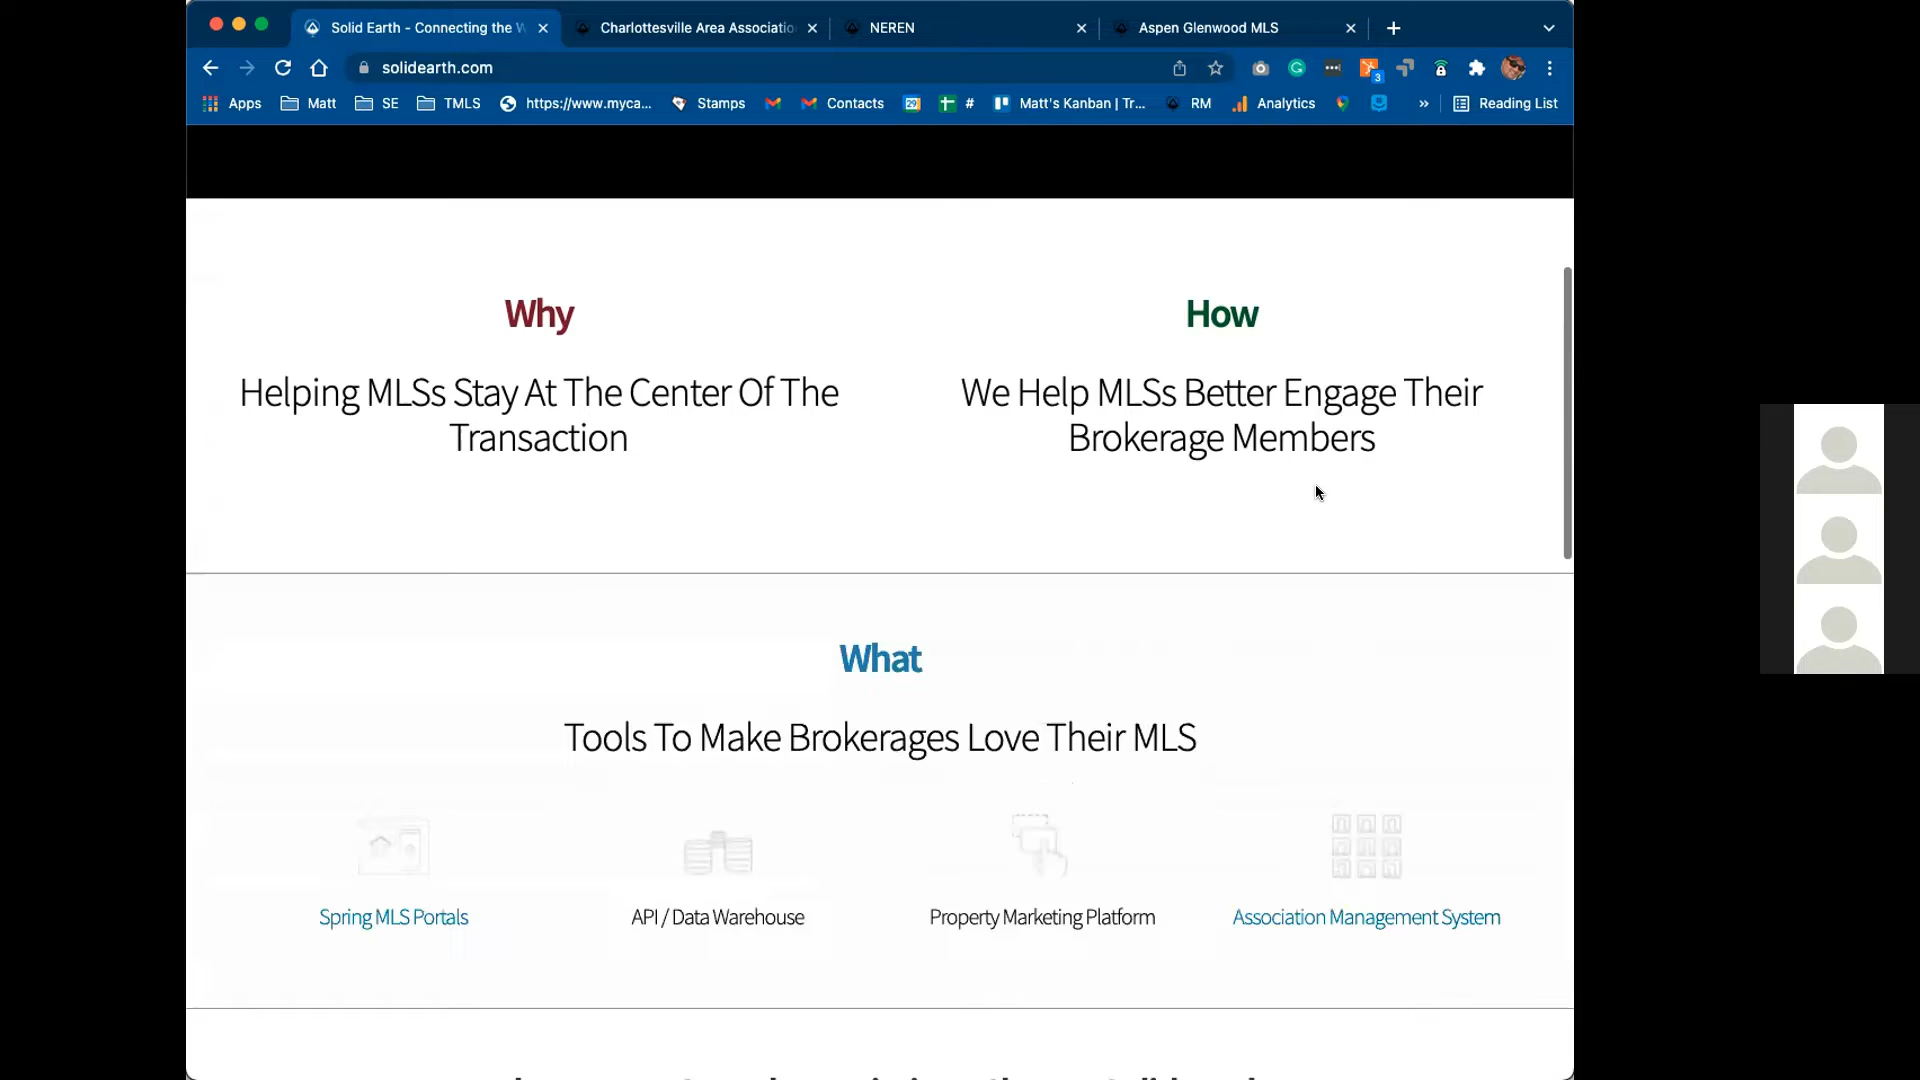 Solid Earth - Connecting the W
Charlottesville Area Associatio
NEREN
Aspen Glenwood MLS
solidearth.com
3
Apps
Matt
SE
TMLS
https://www.myca...
Stamps
Contacts
29
#
Matt's Kanban | Tr...
RM
Analytics
»
Reading List
Why
How
Helping MLSs Stay At The Center Of The
Transaction
We Help MLSs Better Engage Their
Brokerage Members
What
Tools To Make Brokerages Love Their MLS
Spring MLS Portals
API / Data Warehouse
Property Marketing Platform
Association Management System